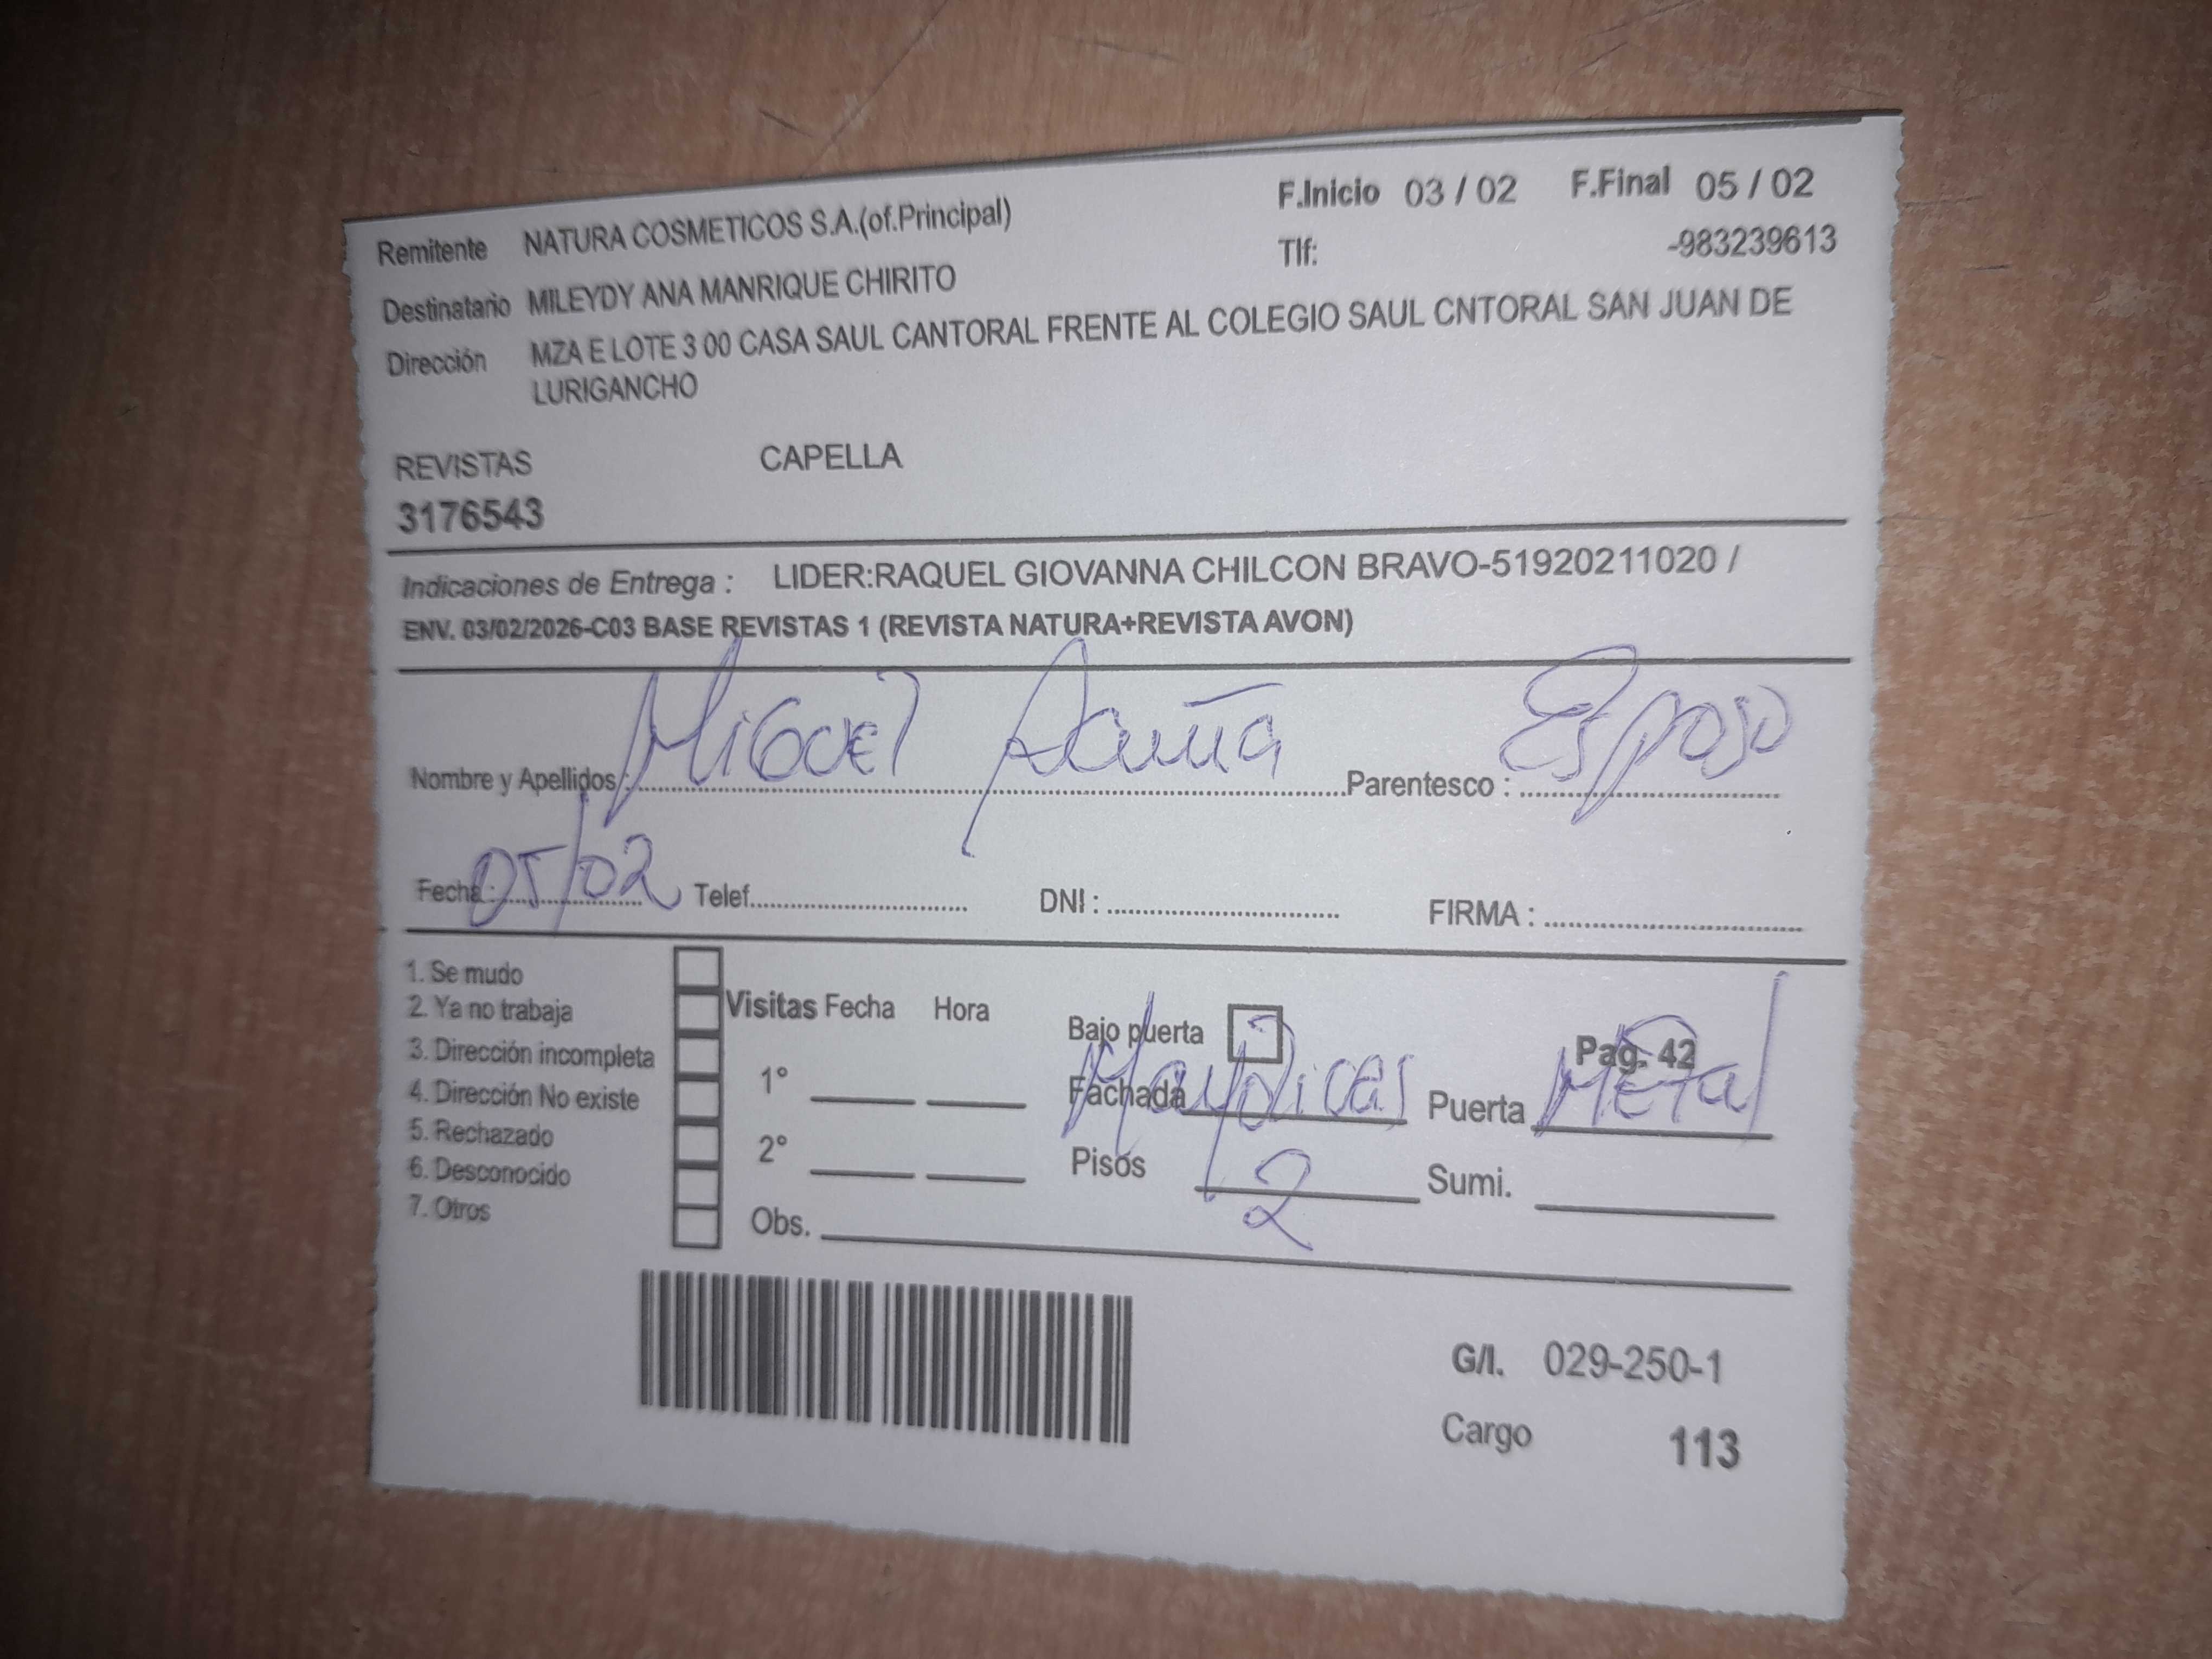 Remitente NATURA COSMETICOS S.A.(of.Principal) F.Inicio 03 / 02 F.Final 05 / 02
Destinatario MILEYDY ANA MANRIQUE CHIRITO Tlf: -983239613
Dirección MZA E LOTE 3 00 CASA SAUL CANTORAL FRENTE AL COLEGIO SAUL CNTORAL SAN JUAN DE
LURIGANCHO
REVISTAS CAPELLA
3176543
Indicaciones de Entrega : LIDER:RAQUEL GIOVANNA CHILCON BRAVO-51920211020 /
ENV. 03/02/2026-C03 BASE REVISTAS 1 (REVISTA NATURA+REVISTA AVON)
Nombre y Apellidos : Miguel Parentesco : Esposo
Fecha : 05/02 Telef. DNI : FIRMA :
1. Se mudo
2. Ya no trabaja
3. Dirección incompleta
4. Dirección No existe
5. Rechazado
6. Desconocido
7. Otros
Visitas Fecha Hora
1°
2°
Obs.
Bajo puerta Pag. 42
Fachada Mayolicas Puerta Metal
Pisos 2 Sumi.
G/I. 029-250-1
Cargo 113